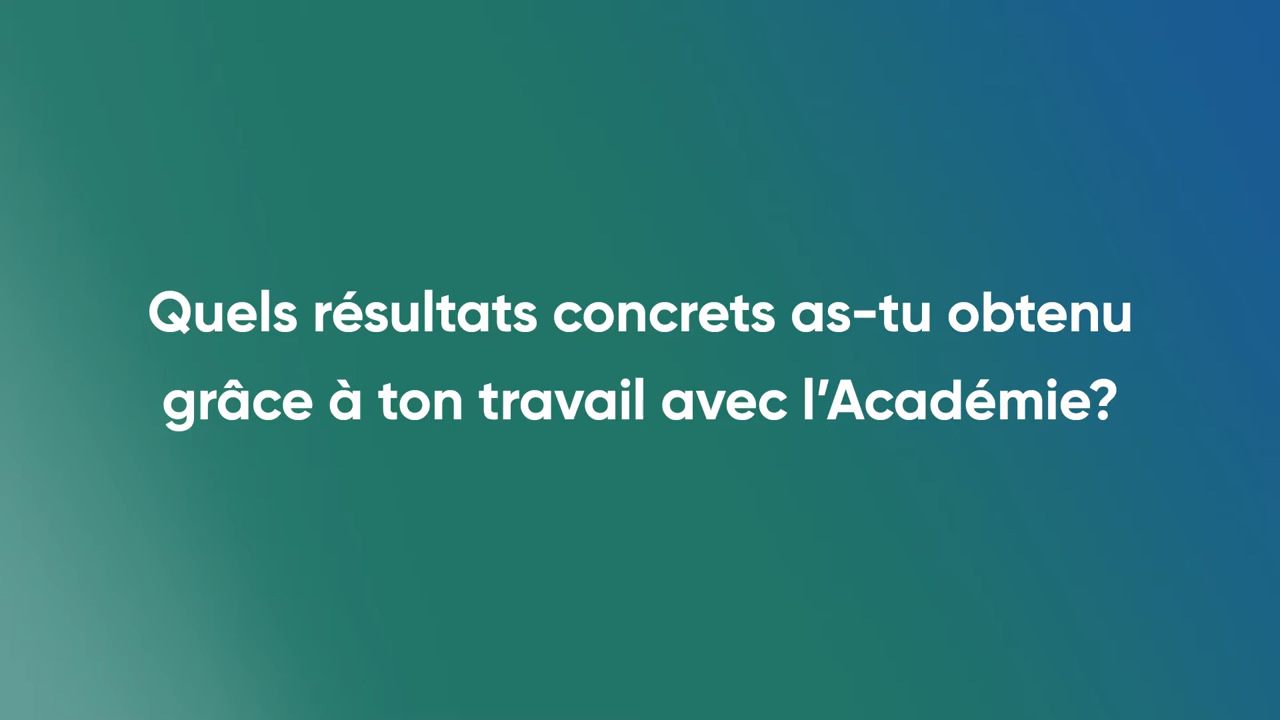 Quels résultats concrets as-tu obtenu
grâce à ton travail avec l’Académie?